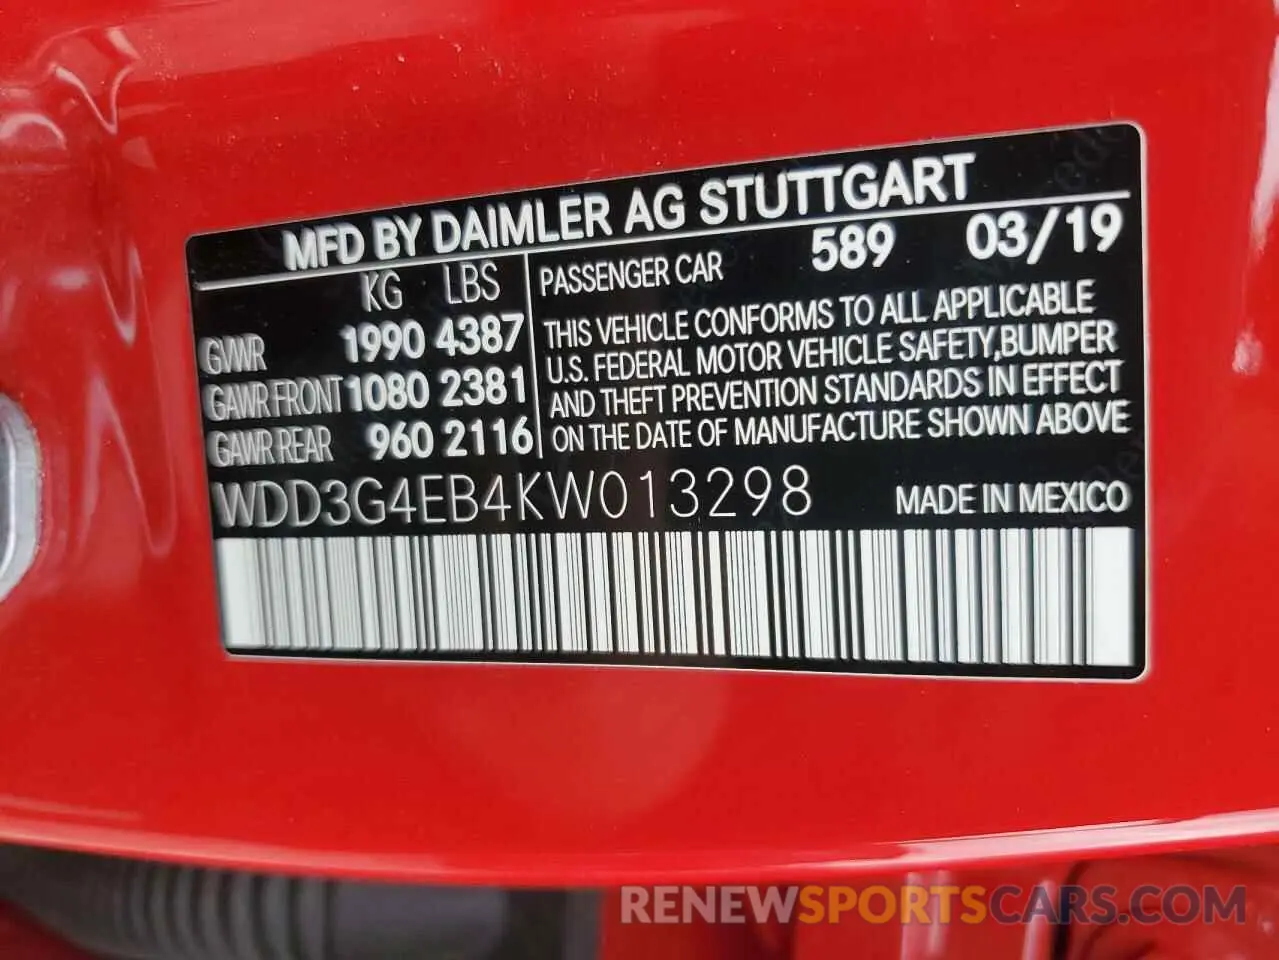 MFD BY DAIMLER AG STUTTGART
KG LBS
GVWR 1990 4387
GAWR FRONT 1080 2381
GAWR REAR 960 2116
PASSENGER CAR 589 03/19
THIS VEHICLE CONFORMS TO ALL APPLICABLE
U.S. FEDERAL MOTOR VEHICLE SAFETY,BUMPER
AND THEFT PREVENTION STANDARDS IN EFFECT
ON THE DATE OF MANUFACTURE SHOWN ABOVE
WDD3G4EB4KW013298 MADE IN MEXICO
RENEWSPORTSCARS.COM